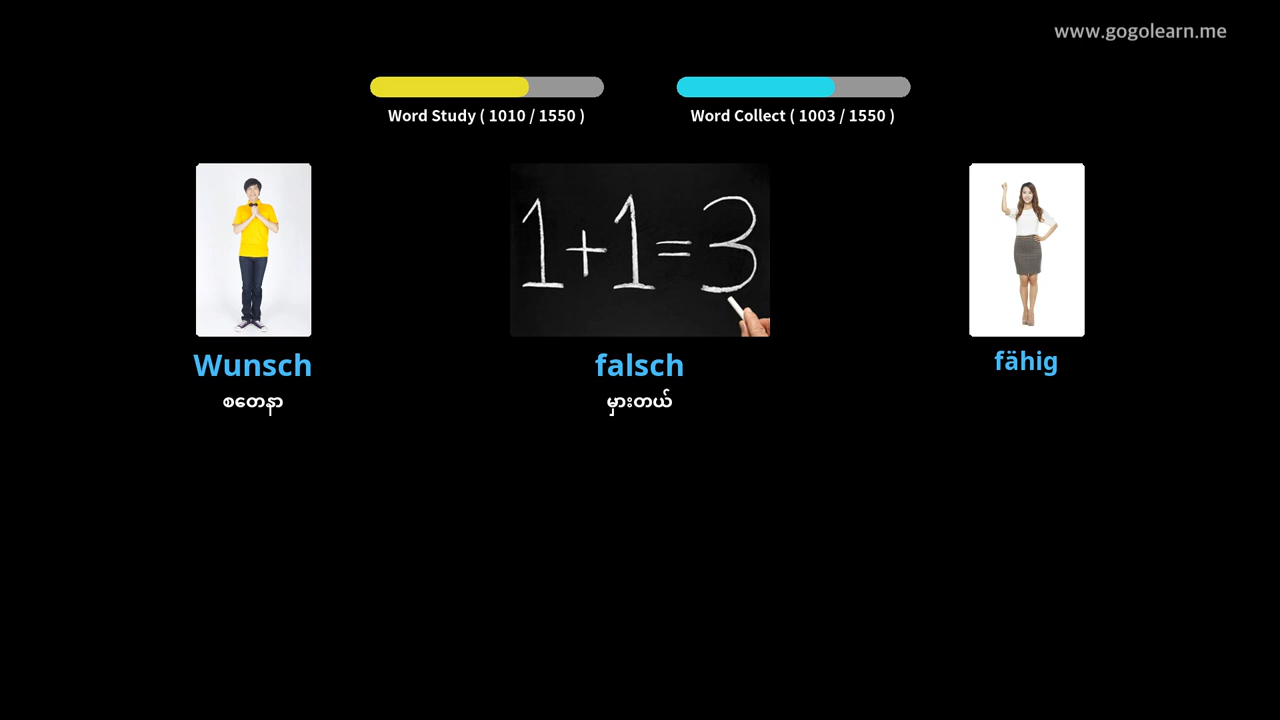 www.gogolearn.me
Word Study ( 1010 / 1550 )
Word Collect ( 1003 / 1550 )
1+1=3
Wunsch
စတေနာ
falsch
မှားတယ်
fähig